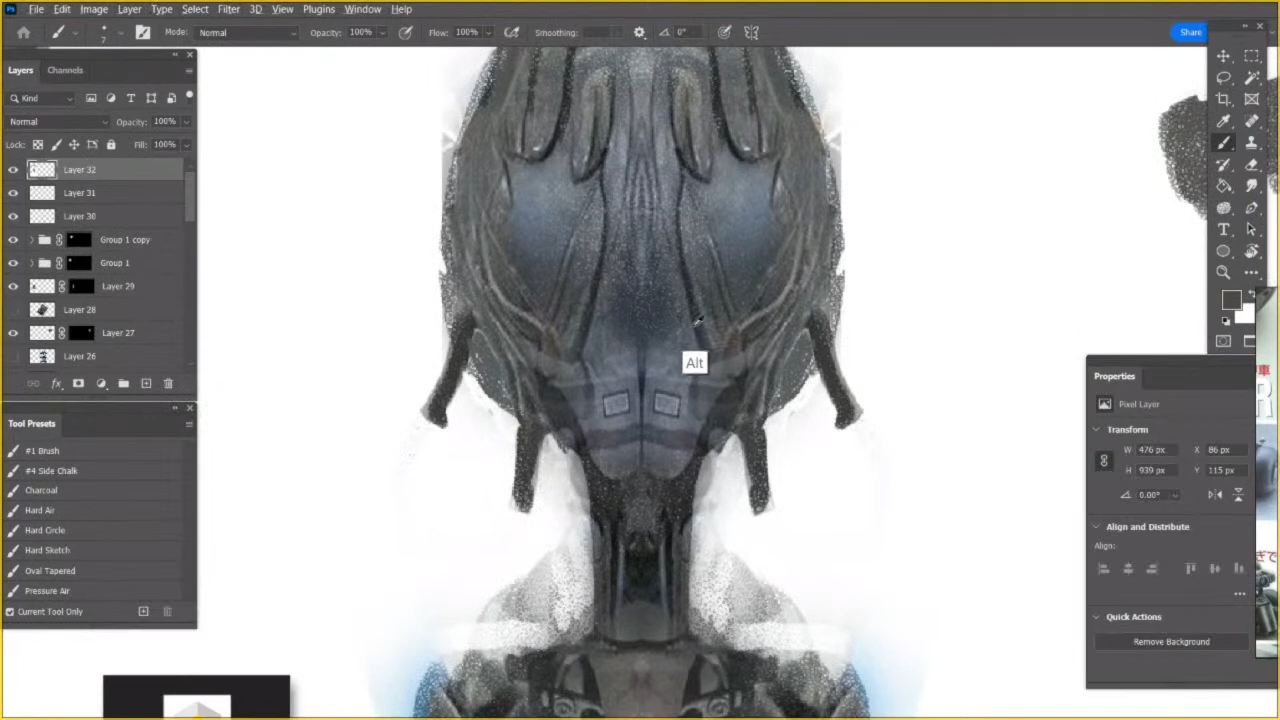 Ps File Edit Image Layer Type Select Filter 3D View Plugins Window Help
7 Mode: Normal Opacity: 100% Flow: 100% Smoothing: 0° Share
Layers Channels
Kind
Normal Opacity: 100%
Lock: Fill: 100%
Layer 32
Layer 31
Layer 30
Group 1 copy
Group 1
Layer 29
Layer 28
Layer 27
Layer 26
fx
Tool Presets
#1 Brush
#4 Side Chalk
Charcoal
Hard Air
Hard Circle
Hard Sketch
Oval Tapered
Pressure Air
Current Tool Only
Alt
Properties
Pixel Layer
Transform
W 476 px X 86 px
H 939 px Y 115 px
0.00°
Align and Distribute
Align:
Quick Actions
Remove Background
車
R